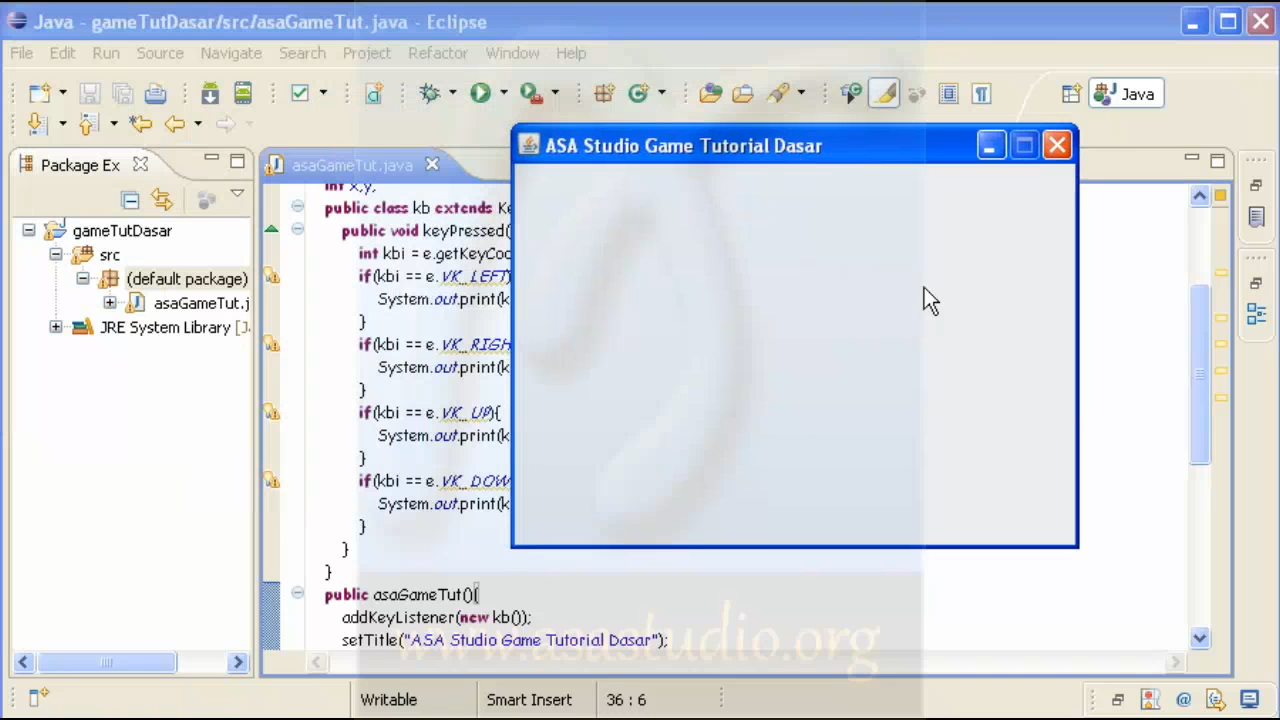 Java - gameTutDasar/src/asaGameTut.java - Eclipse
File Edit Run Source Navigate Search Project Refactor Window Help
Java
Package Ex
asaGameTut.java
ASA Studio Game Tutorial Dasar
gameTutDasar
src
(default package)
asaGameTut.j
JRE System Library [J
int x,y;
public class kb extends Ke
public void keyPressed(
int kbi = e.getKeyCod
if(kbi == e.VK_LEFT)
System.out.print(k
}
if(kbi == e.VK_RIGH
System.out.print(k
}
if(kbi == e.VK_UP){
System.out.print(k
}
if(kbi == e.VK_DOW
System.out.print(k
}
}
}
public asaGameTut(){
addKeyListener(new kb());
setTitle("ASA Studio Game Tutorial Dasar");
www.asastudio.org
Writable Smart Insert 36 : 6